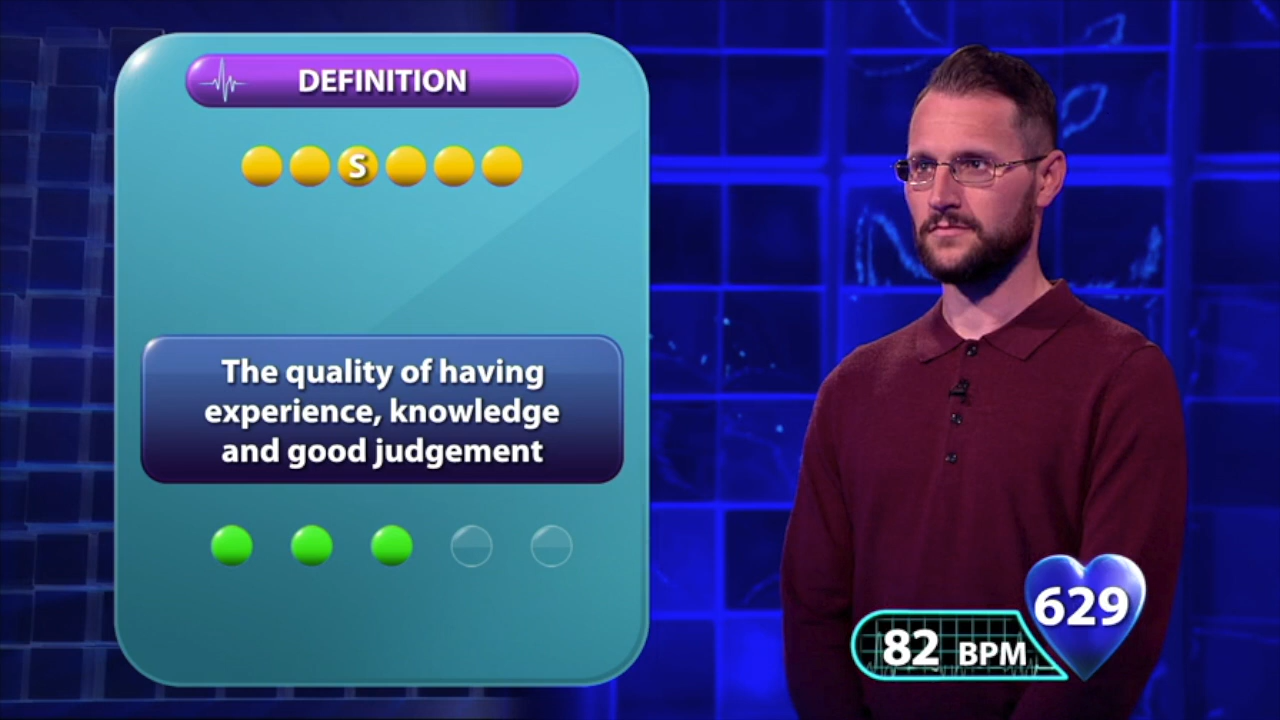 DEFINITION
S
The quality of having
experience, knowledge
and good judgement
629
82 BPM